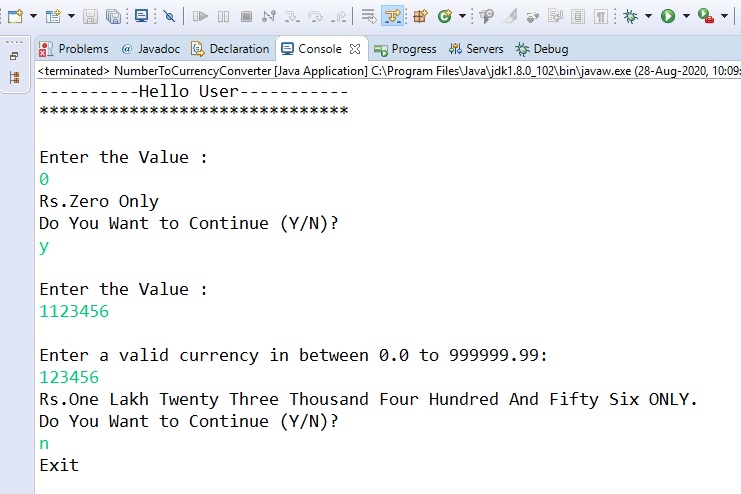 Problems @ Javadoc Declaration Console Progress Servers Debug
<terminated> NumberToCurrencyConverter [Java Application] C:\Program Files\Java\jdk1.8.0_102\bin\javaw.exe (28-Aug-2020, 10:09:
----------Hello User-----------
*******************************
Enter the Value :
0
Rs.Zero Only
Do You Want to Continue (Y/N)?
y
Enter the Value :
1123456
Enter a valid currency in between 0.0 to 999999.99:
123456
Rs.One Lakh Twenty Three Thousand Four Hundred And Fifty Six ONLY.
Do You Want to Continue (Y/N)?
n
Exit